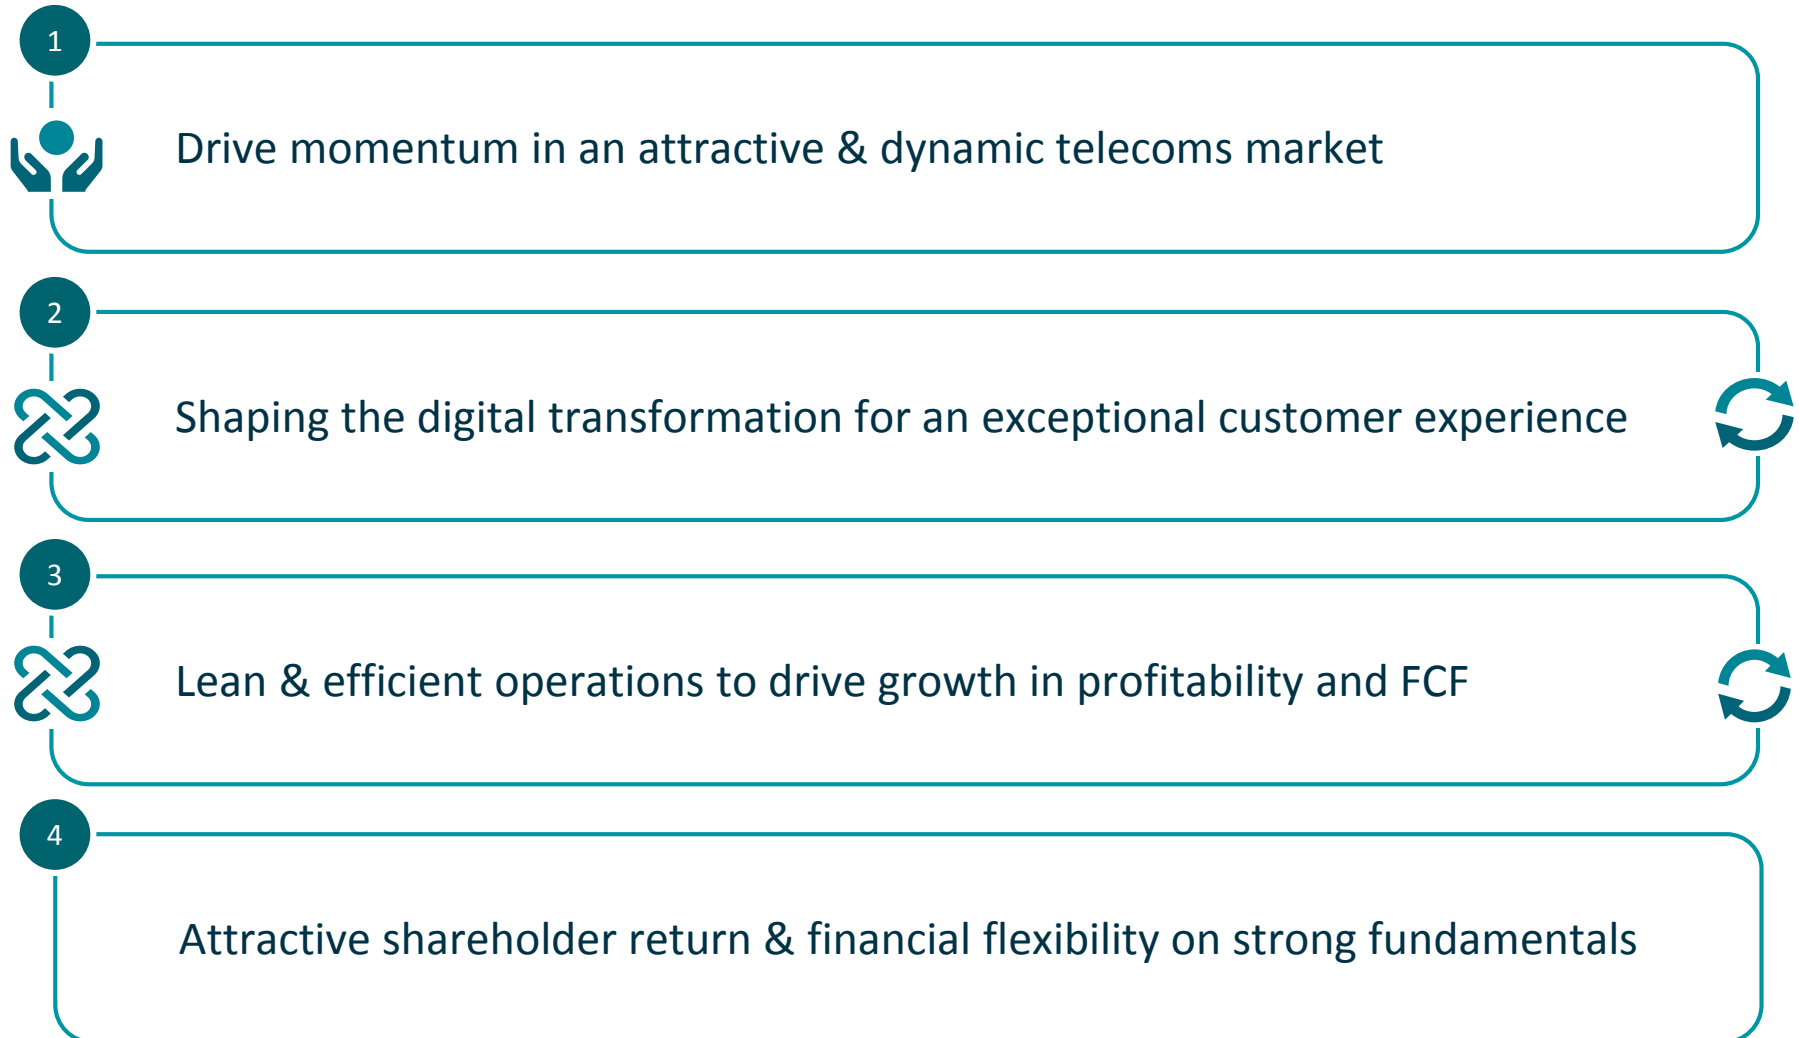 1
Drive momentum in an attractive & dynamic telecoms market
2
Shaping the digital transformation for an exceptional customer experience
3
Lean & efficient operations to drive growth in profitability and FCF
4
Attractive shareholder return & financial flexibility on strong fundamentals